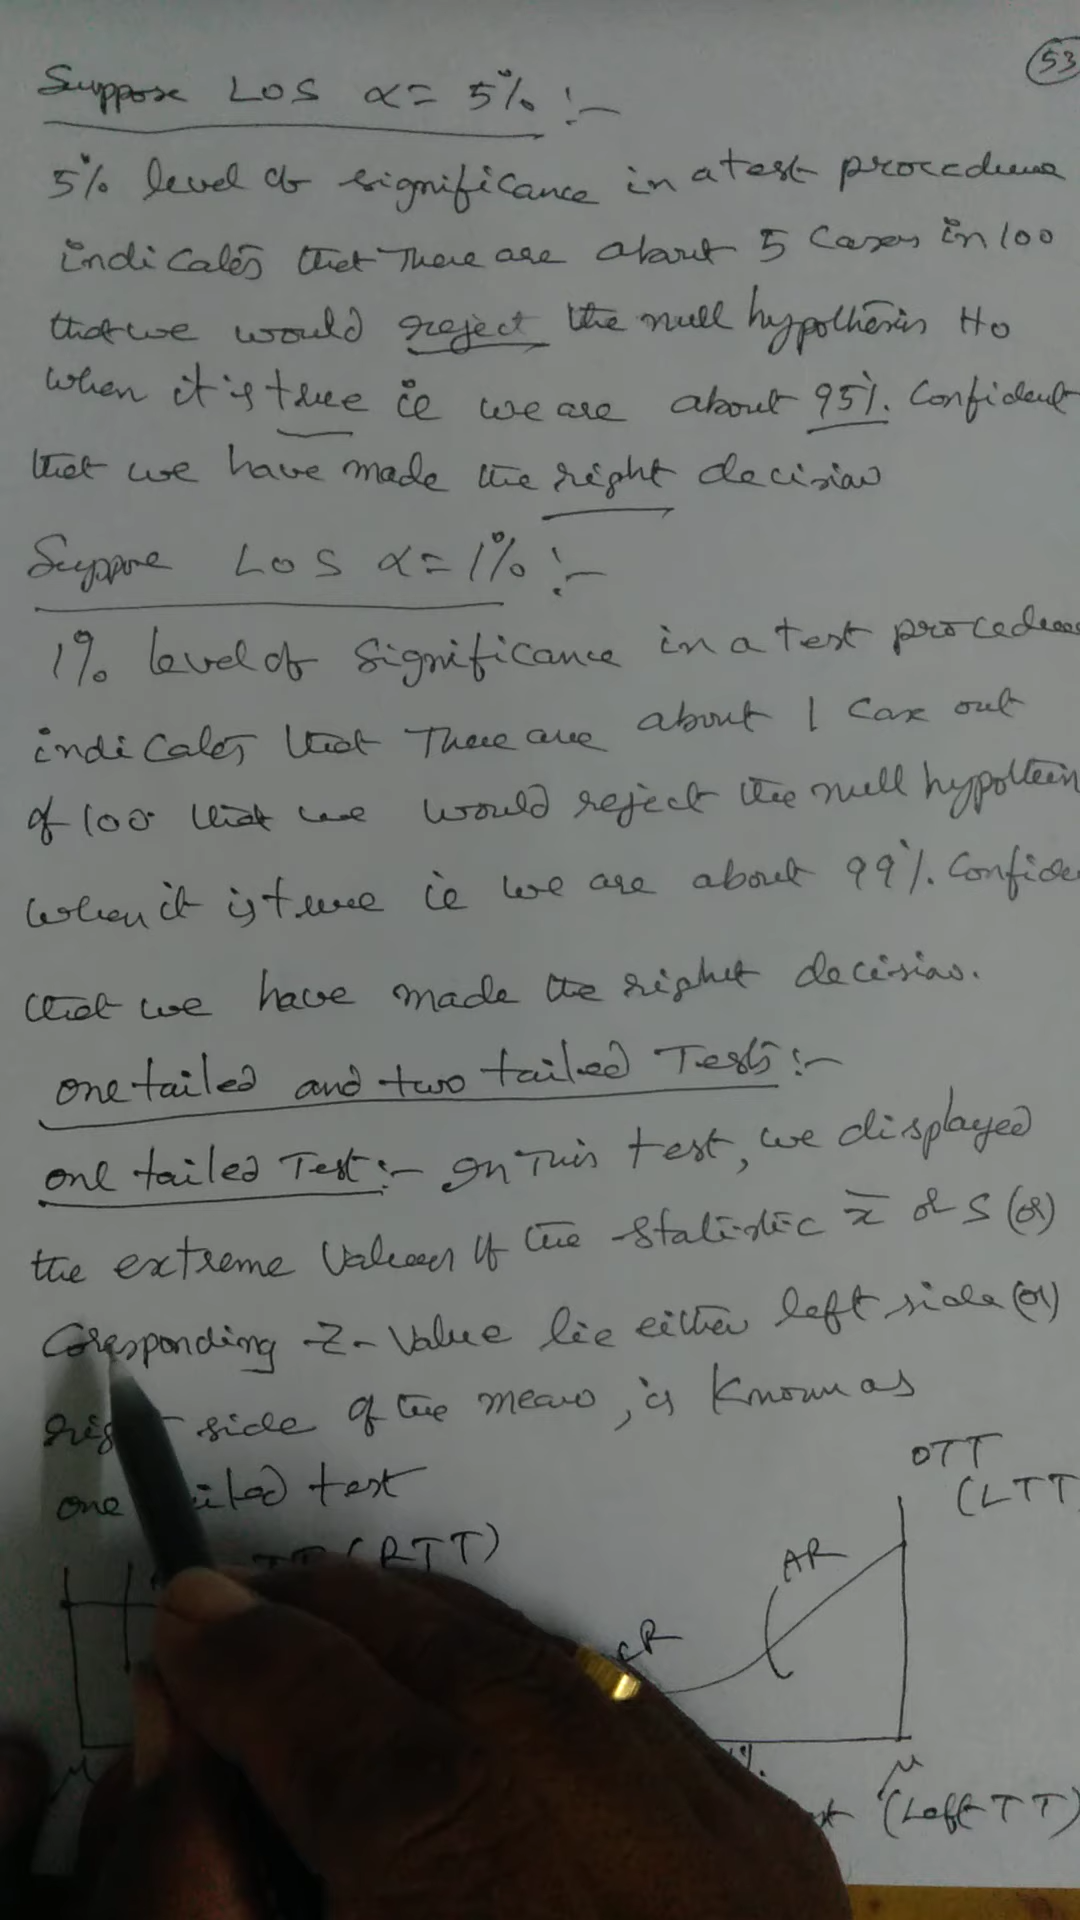 53
Suppose LOS α = 5% :-
5% level of significance in a test procedure
indicates that There are about 5 Cases in 100
that we would reject the null hypothesis H0
when it is true ie we are about 95%. Confident
that we have made the right decision
Suppose LOS α = 1% :-
1% level of Significance in a test procedure
indicates that There are about 1 Case out
of 100 that we would reject the null hypothesis
when it is true ie we are about 99%. Confide
that we have made the right decision.
one tailed and two tailed Tests :-
one tailed Test :- In This test, we displayed
the extreme Values of the statistic x̄ of S (or)
Coresponding Z-Value lie either left side (or)
side of the mean, is known as
one test
OTT
(LTT
(RTT)
AR
CR
μ
%.
μ
(Left TT)